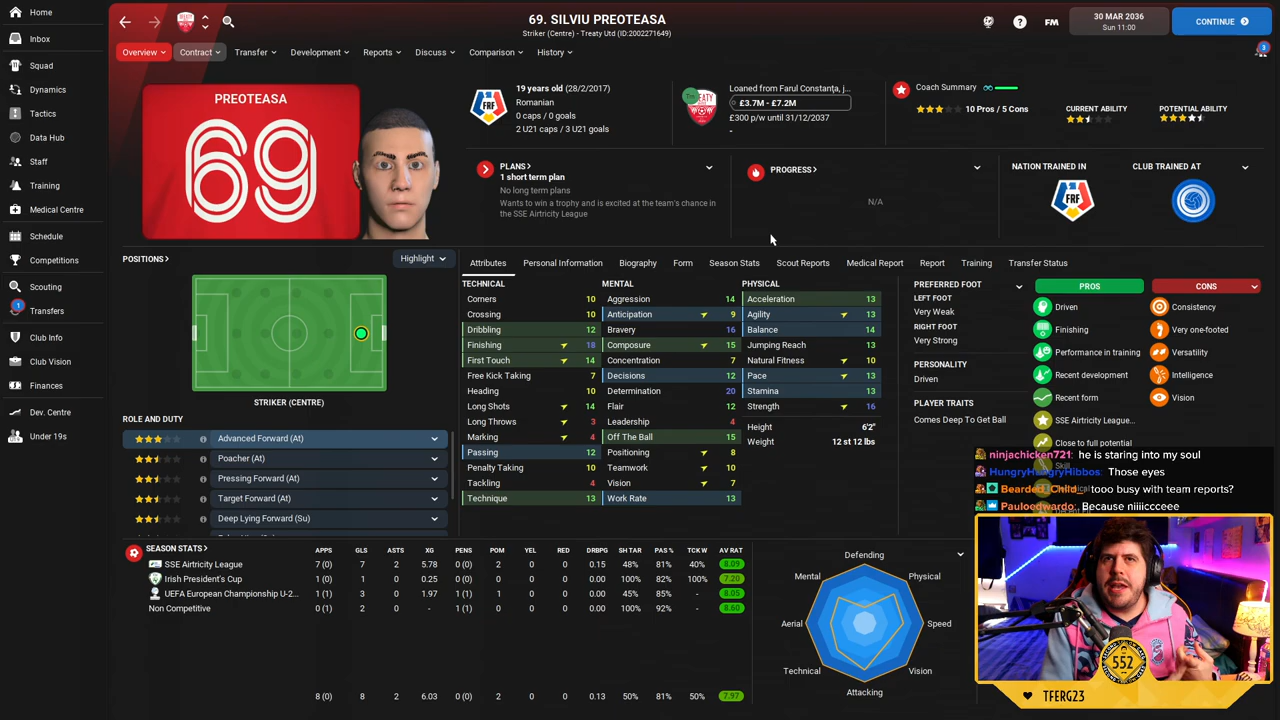 Home
Inbox
Squad
Dynamics
Tactics
Data Hub
Staff
Training
Medical Centre
Schedule
Competitions
Scouting
1
Transfers
Club Info
Club Vision
Finances
Dev. Centre
Under 19s
69. SILVIU PREOTEASA
Striker (Centre) - Treaty Utd (ID:2002271649)
? FM
30 MAR 2036
Sun 11:00
CONTINUE
Overview Contract Transfer Development Reports Discuss Comparison History
3
PREOTEASA
69
FRF
19 years old (28/2/2017)
Romanian
0 caps / 0 goals
2 U21 caps / 3 U21 goals
Loaned from Farul Constanţa, j...
£3.7M - £7.2M
£300 p/w until 31/12/2037
-
Coach Summary
10 Pros / 5 Cons
CURRENT ABILITY
POTENTIAL ABILITY
PLANS
1 short term plan
No long term plans
Wants to win a trophy and is excited at the team's chance in
the SSE Airtricity League
PROGRESS
N/A
NATION TRAINED IN
FRF
CLUB TRAINED AT
POSITIONS
Highlight
STRIKER (CENTRE)
ROLE AND DUTY
Advanced Forward (At)
Poacher (At)
Pressing Forward (At)
Target Forward (At)
Deep Lying Forward (Su)
Attributes Personal Information Biography Form Season Stats Scout Reports Medical Report Report Training Transfer Status
TECHNICAL
Corners 10
Crossing 10
Dribbling 12
Finishing 18
First Touch 14
Free Kick Taking 7
Heading 10
Long Shots 14
Long Throws 3
Marking 4
Passing 12
Penalty Taking 10
Tackling 4
Technique 13
MENTAL
Aggression 14
Anticipation 9
Bravery 16
Composure 15
Concentration 7
Decisions 12
Determination 20
Flair 12
Leadership 4
Off The Ball 15
Positioning 8
Teamwork 10
Vision 7
Work Rate 13
PHYSICAL
Acceleration 13
Agility 13
Balance 14
Jumping Reach 13
Natural Fitness 10
Pace 13
Stamina 13
Strength 16
Height 6'2"
Weight 12 st 12 lbs
PREFERRED FOOT
LEFT FOOT
Very Weak
RIGHT FOOT
Very Strong
PERSONALITY
Driven
PLAYER TRAITS
Comes Deep To Get Ball
PROS
Driven
Finishing
Performance in training
Recent development
Recent form
SSE Airtricity League...
Close to full potential
CONS
Consistency
Very one-footed
Versatility
Intelligence
Vision
ninjachicken721: he is staring into my soul
HungryHungryHibbos: Those eyes
Bearded_Child: tooo busy with team reports?
Pauloedwardo: Because niiicccceee
SEASON STATS APPS GLS ASTS XG PENS POM YEL RED DRBPG SH TAR PAS % TCK W AV RAT
SSE Airtricity League 7 (0) 7 2 5.78 0 (0) 2 0 0 0.15 48% 81% 40% 8.09
Irish President's Cup 1 (0) 1 0 0.25 0 (0) 0 0 0 0.00 100% 82% 100% 7.20
UEFA European Championship U-2... 1 (1) 3 0 1.97 1 (1) 1 0 0 0.00 45% 85% - 8.05
Non Competitive 0 (1) 2 0 - 1 (1) 0 0 0 0.00 100% 92% - 8.60
8 (0) 8 2 6.03 0 (0) 2 0 0 0.13 50% 81% 50% 7.97
Defending
Mental Physical
Aerial Speed
Technical Vision
Attacking
552
TFERG23